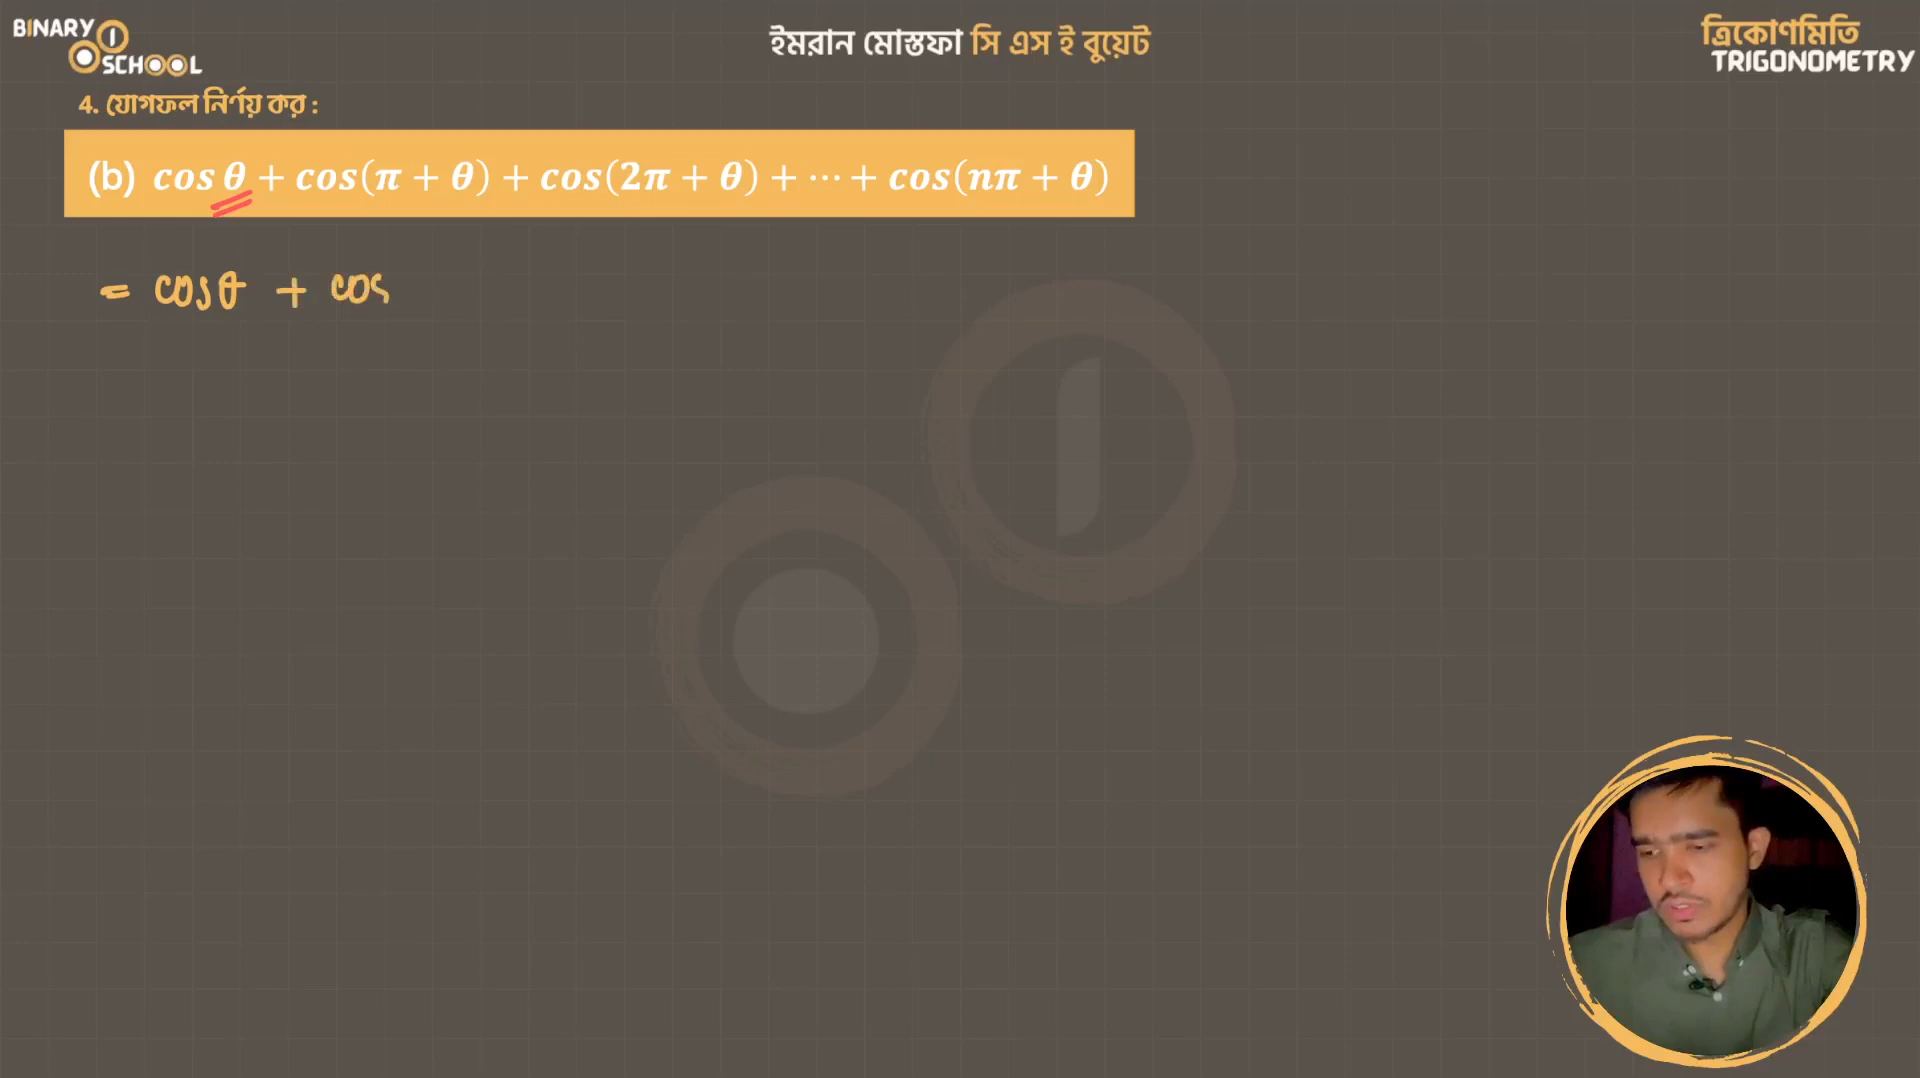 BINARY SCHOOL
ইমরান মোস্তফা সি এস ই বুয়েট
ত্রিকোণমিতি
TRIGONOMETRY
4. যোগফল নির্ণয় কর :
(b) cos θ + cos(π + θ) + cos(2π + θ) + ⋯ + cos(nπ + θ)
= cosθ + cos